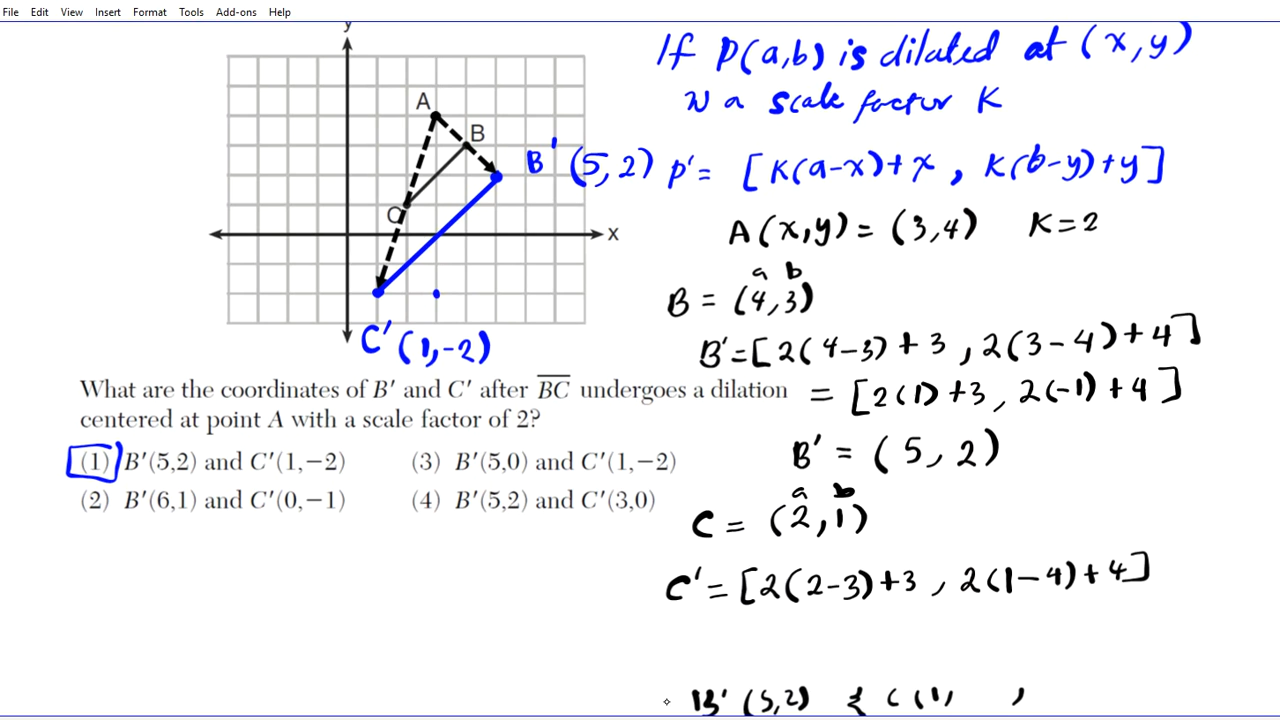 File Edit View Insert Format Tools Add-ons Help
y
If P(a,b) is dilated at (x,y)
w a scale factor K
A
B
B'(5,2) P'= [K(a-x)+x, K(b-y)+y]
C
A(x,y) = (3,4) K=2
x
a b
B = (4,3)
C'(1,-2)
B'=[2(4-3)+3, 2(3-4)+4]
What are the coordinates of B′ and C′ after BC undergoes a dilation
centered at point A with a scale factor of 2?
= [2(1)+3, 2(-1)+4]
(1) B′(5,2) and C′(1,−2) (3) B′(5,0) and C′(1,−2)
B' = (5,2)
(2) B′(6,1) and C′(0,−1) (4) B′(5,2) and C′(3,0)
a b
C = (2,1)
C'=[2(2-3)+3, 2(1-4)+4]
B'(5,2)